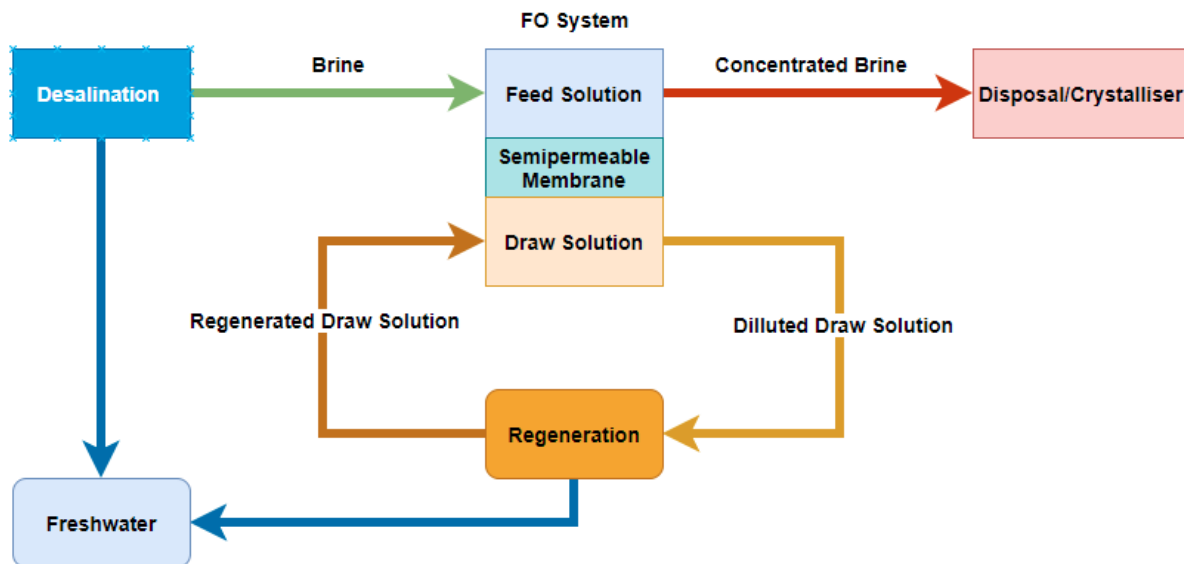 FO System
Desalination
Brine
Feed Solution
Concentrated Brine
Disposal/Crystalliser
Semipermeable
Membrane
Draw Solution
Regenerated Draw Solution
Dilluted Draw Solution
Regeneration
Freshwater